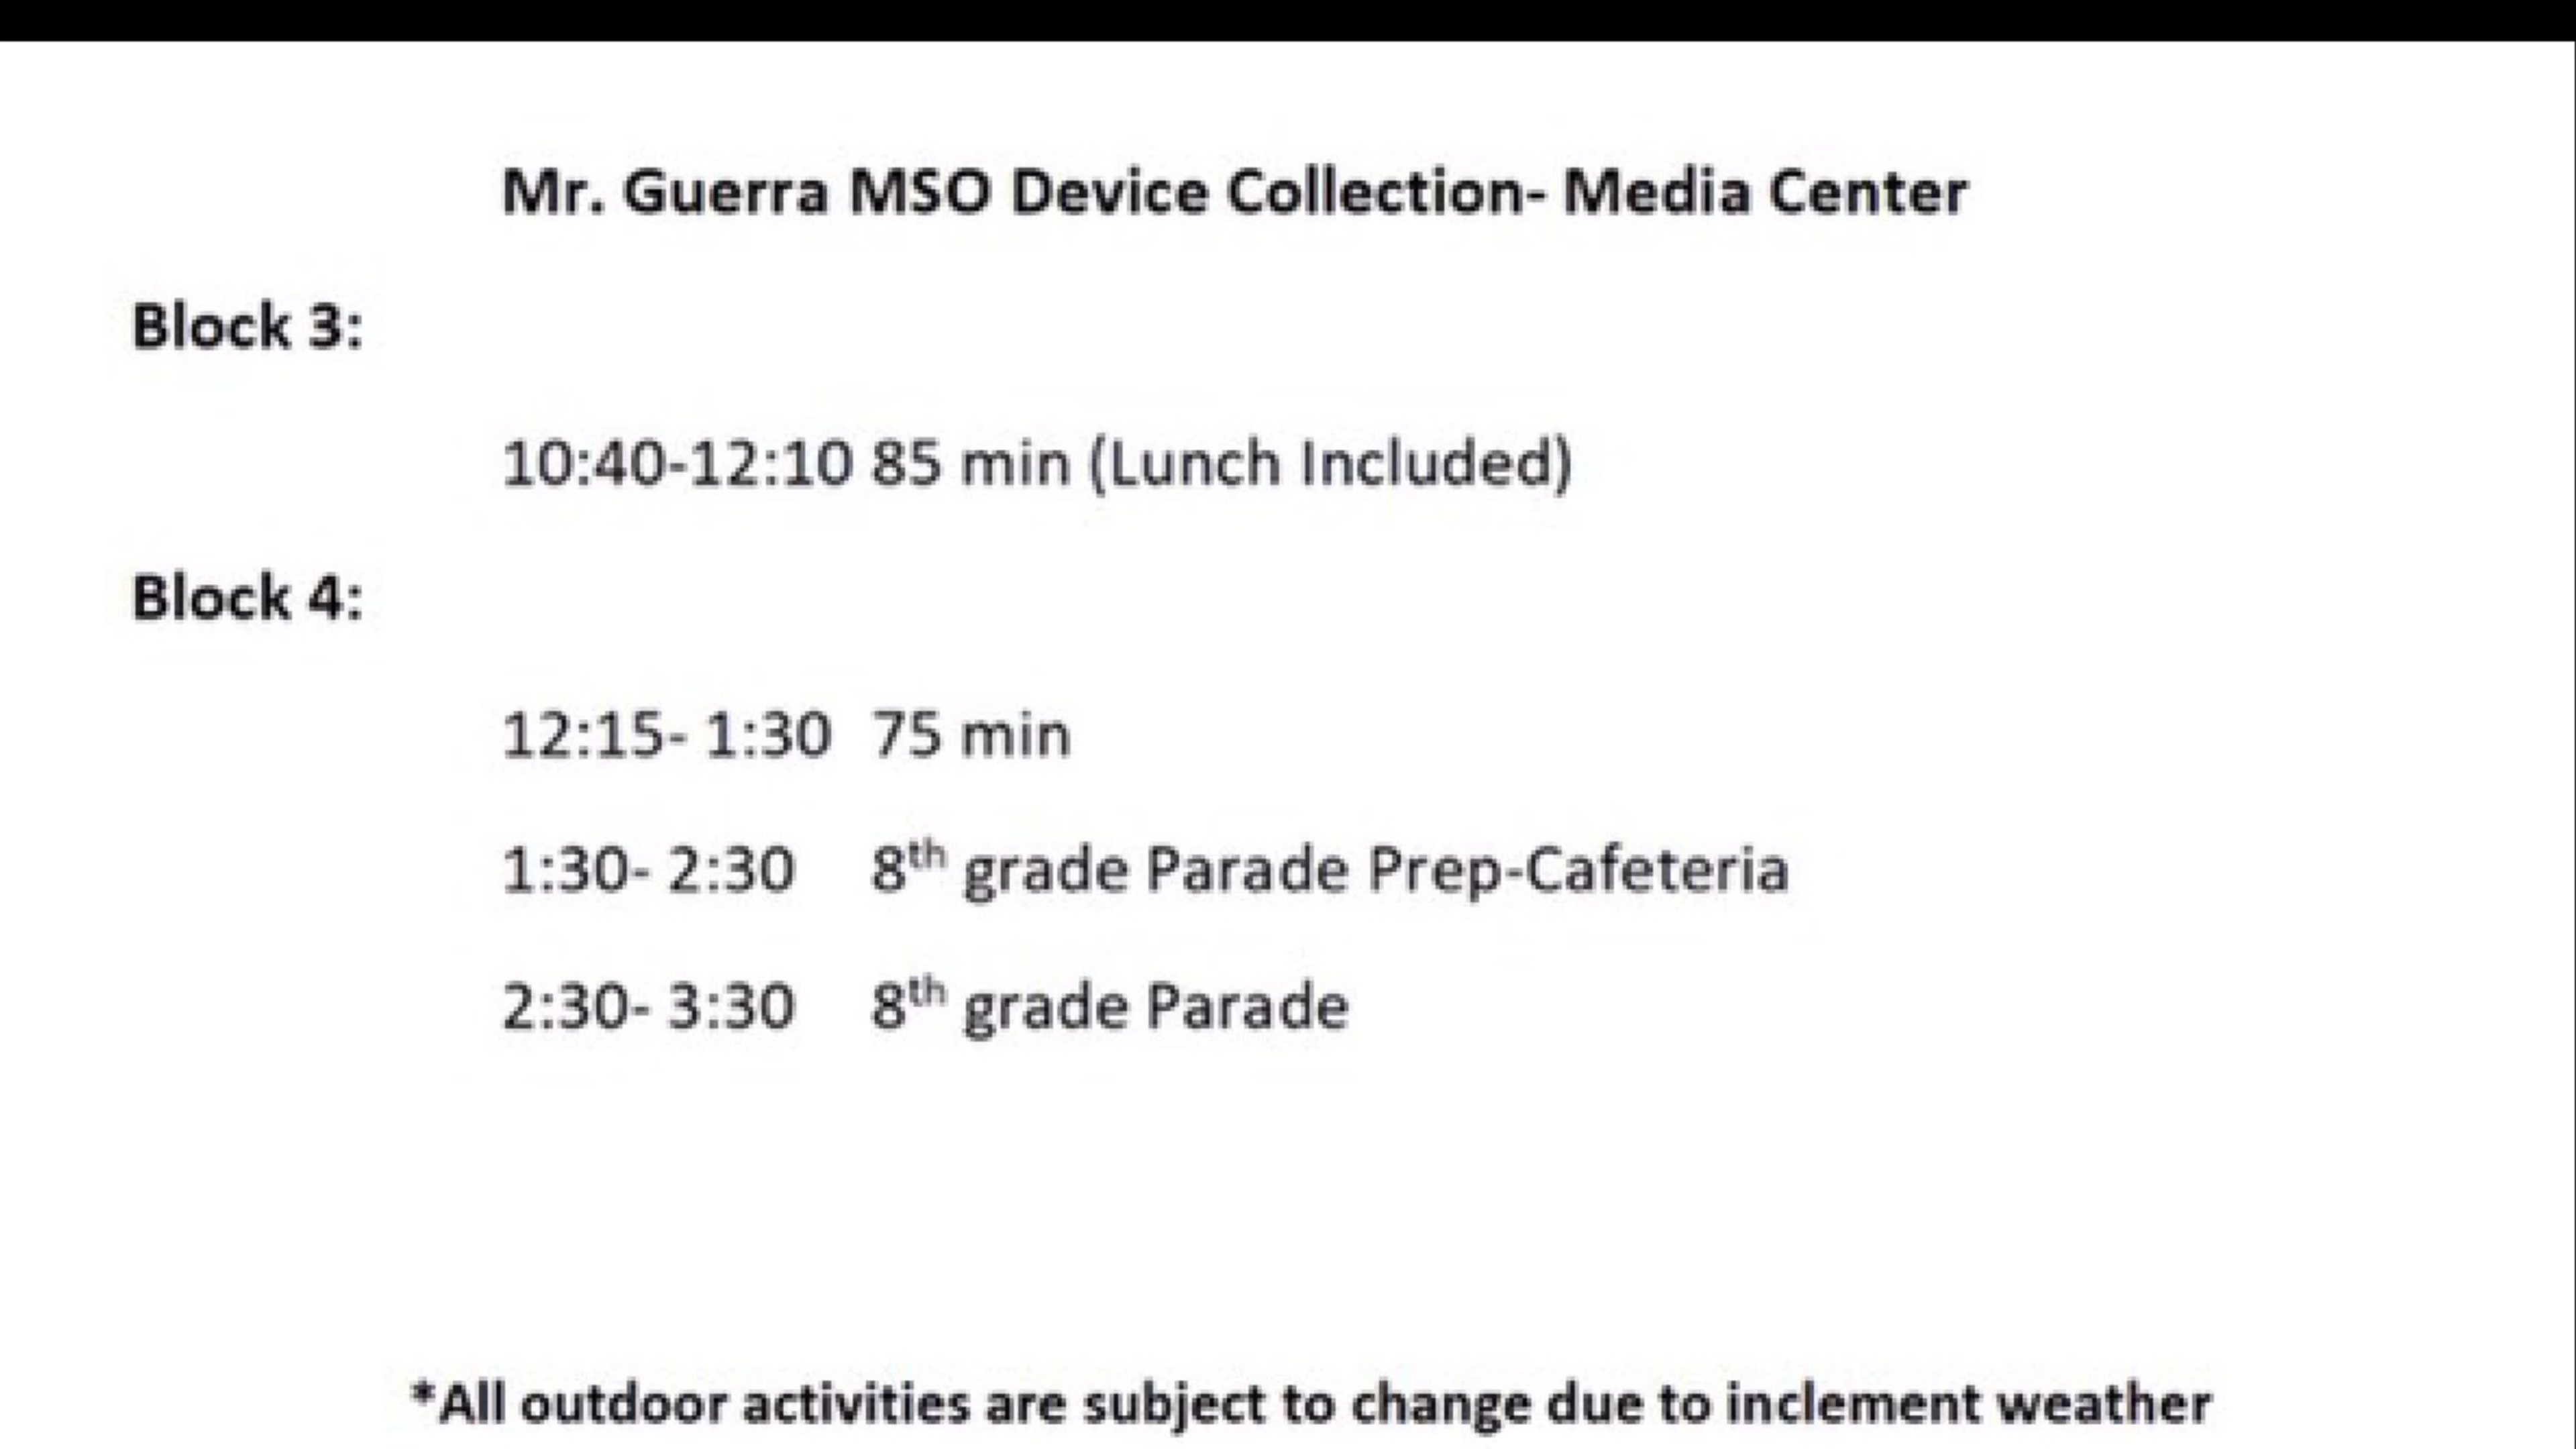 Mr. Guerra MSO Device Collection- Media Center
Block 3:
10:40-12:10 85 min (Lunch Included)
Block 4:
12:15- 1:30 75 min
1:30- 2:30 8th grade Parade Prep-Cafeteria
2:30- 3:30 8th grade Parade
*All outdoor activities are subject to change due to inclement weather